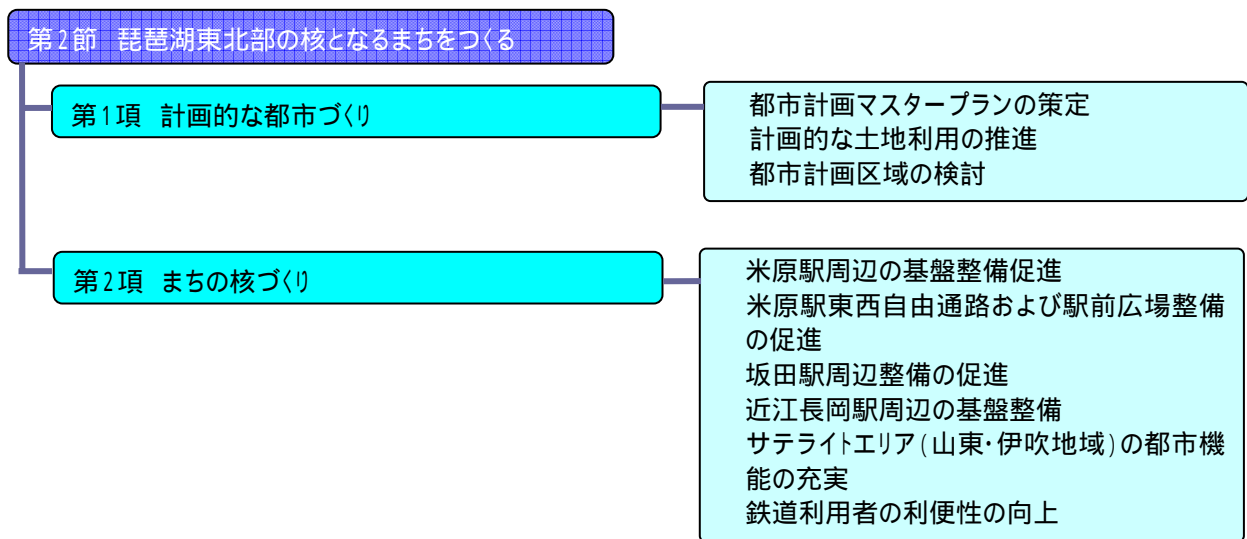 第2節 琵琶湖東北部の核となるまちをつくる
第1項 計画的な都市づくり
都市計画マスタープランの策定
計画的な土地利用の推進
都市計画区域の検討
第2項 まちの核づくり
米原駅周辺の基盤整備促進
米原駅東西自由通路および駅前広場整備
の促進
坂田駅周辺整備の促進
近江長岡駅周辺の基盤整備
サテライトエリア(山東・伊吹地域)の都市機
能の充実
鉄道利用者の利便性の向上